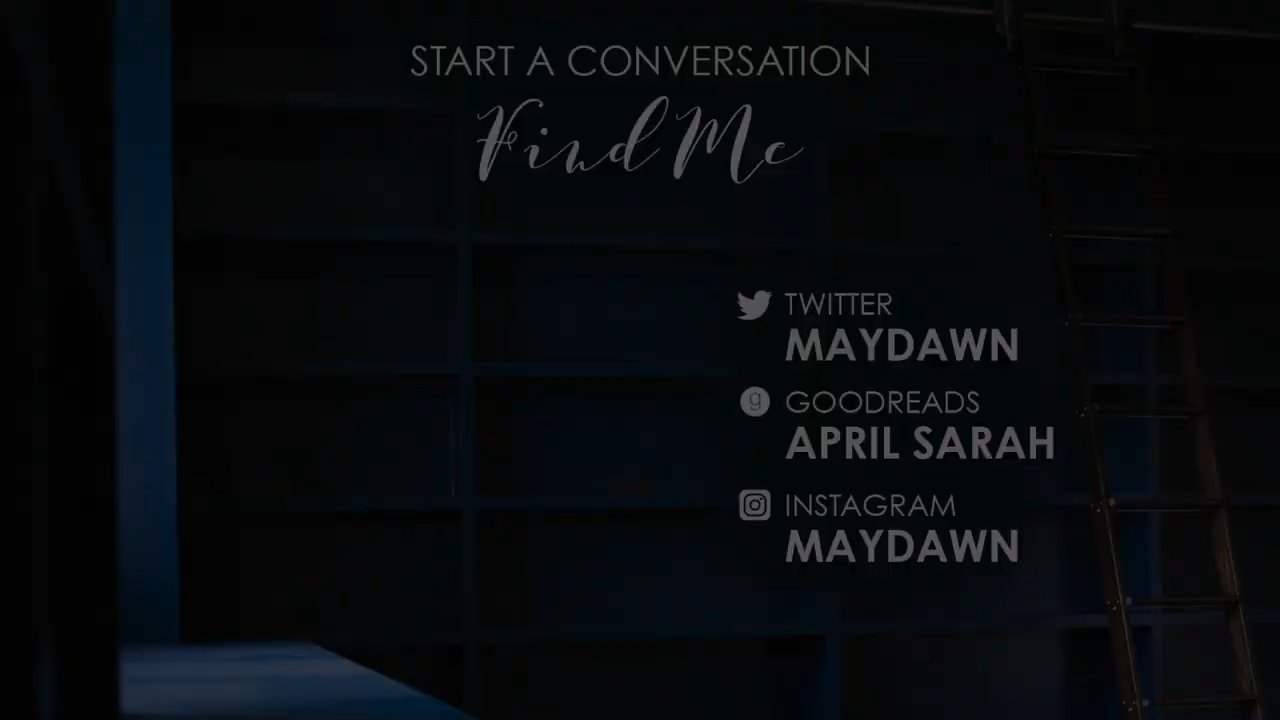 START A CONVERSATION
Find Me
TWITTER
MAYDAWN
GOODREADS
APRIL SARAH
INSTAGRAM
MAYDAWN